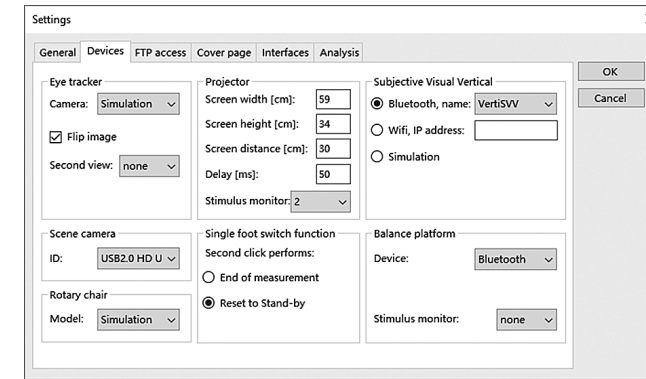 Settings
General Devices FTP access Cover page Interfaces Analysis
OK
Cancel
Eye tracker
Camera: Simulation
Flip image
Second view: none
Projector
Screen width [cm]: 59
Screen height [cm]: 34
Screen distance [cm]: 30
Delay [ms]: 50
Stimulus monitor: 2
Subjective Visual Vertical
Bluetooth, name: VertiSVV
Wifi, IP address:
Simulation
Scene camera
ID: USB2.0 HD U
Rotary chair
Model: Simulation
Single foot switch function
Second click performs:
End of measurement
Reset to Stand-by
Balance platform
Device: Bluetooth
Stimulus monitor: none